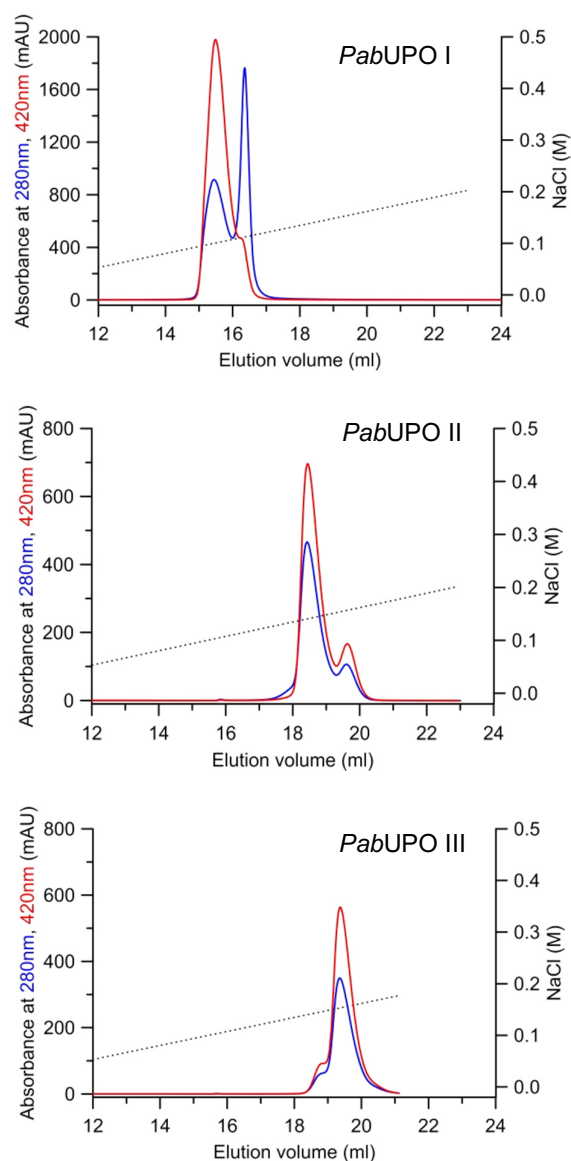 PabUPO I
Absorbance at 280nm, 420nm (mAU)
2000
1600
1200
800
400
0
0.5
0.4
0.3
0.2
0.1
0.0
NaCl (M)
12 14 16 18 20 22 24
Elution volume (ml)
PabUPO II
Absorbance at 280nm, 420nm (mAU)
800
600
400
200
0
0.5
0.4
0.3
0.2
0.1
0.0
NaCl (M)
12 14 16 18 20 22 24
Elution volume (ml)
PabUPO III
Absorbance at 280nm, 420nm (mAU)
800
600
400
200
0
0.5
0.4
0.3
0.2
0.1
0.0
NaCl (M)
12 14 16 18 20 22 24
Elution volume (ml)